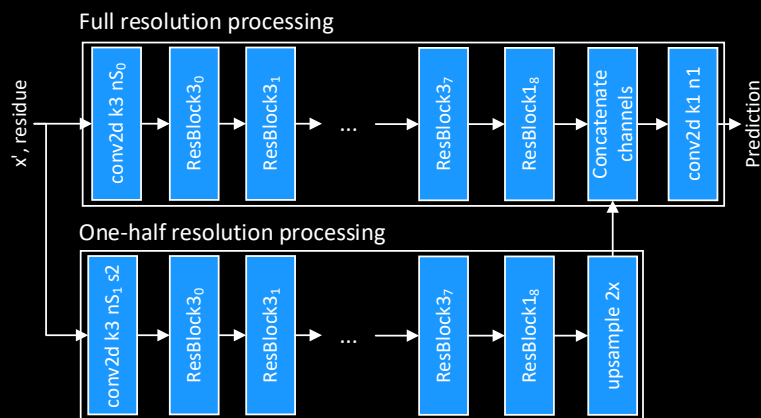 Full resolution processing
x', residue
conv2d k3 nS₀
ResBlock3₀
ResBlock3₁
...
ResBlock3₇
ResBlock1₈
Concatenate
channels
conv2d k1 n1
Prediction
One-half resolution processing
conv2d k3 nS₁ s2
ResBlock3₀
ResBlock3₁
...
ResBlock3₇
ResBlock1₈
upsample 2x